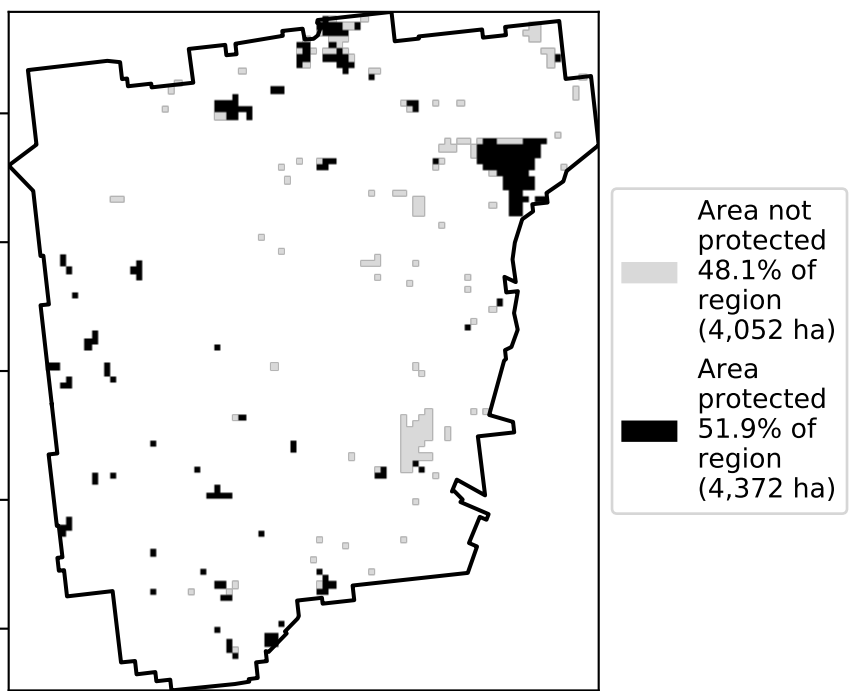 Area not
protected
48.1% of
region
(4,052 ha)
Area
protected
51.9% of
region
(4,372 ha)